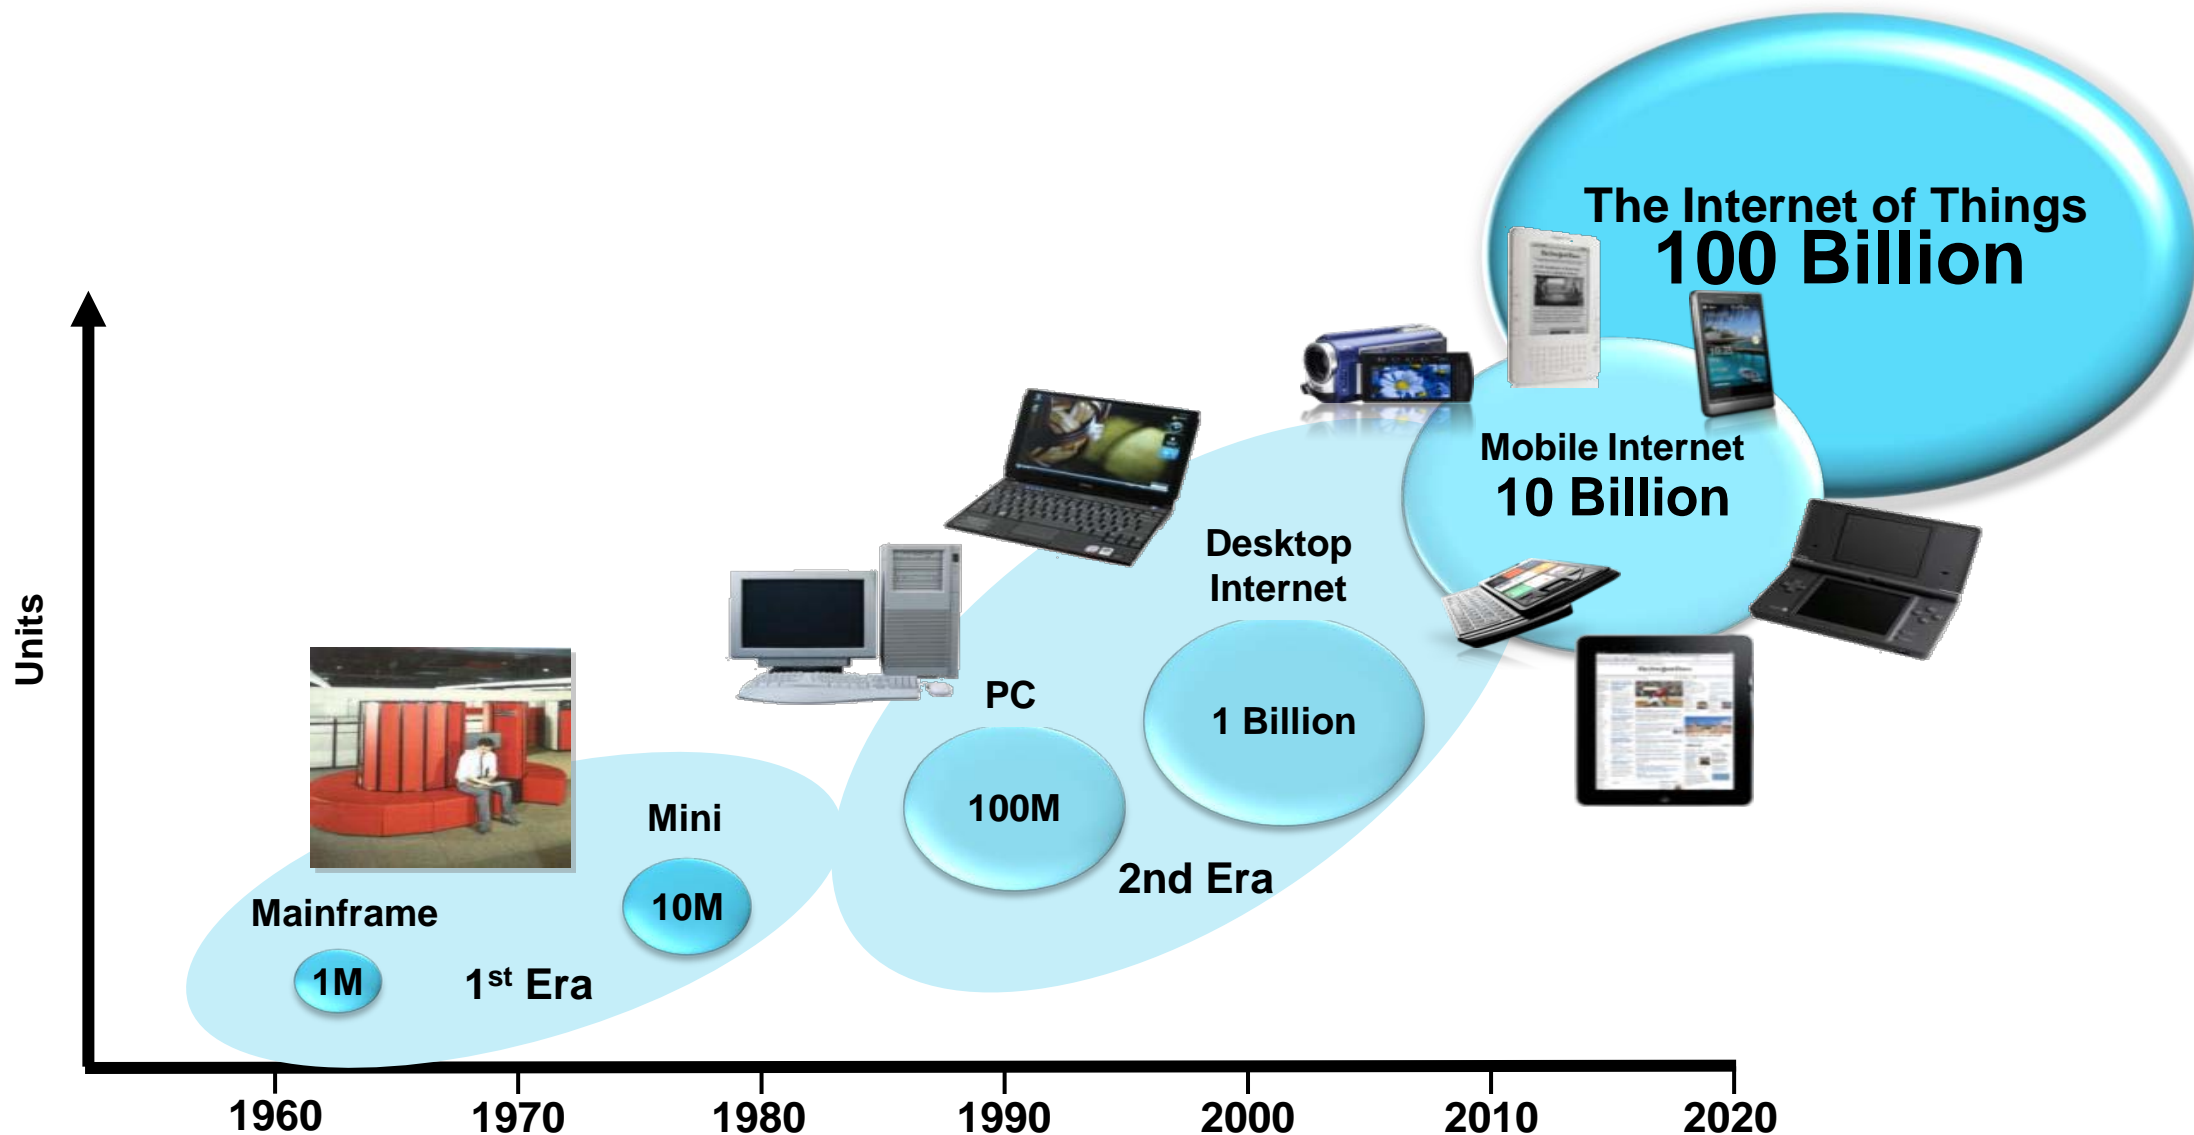 The Internet of Things
100 Billion
Mobile Internet
10 Billion
Desktop
Internet
1 Billion
PC
100M
2nd Era
Mini
10M
Mainframe
1M
1st Era
Units
1960
1970
1980
1990
2000
2010
2020